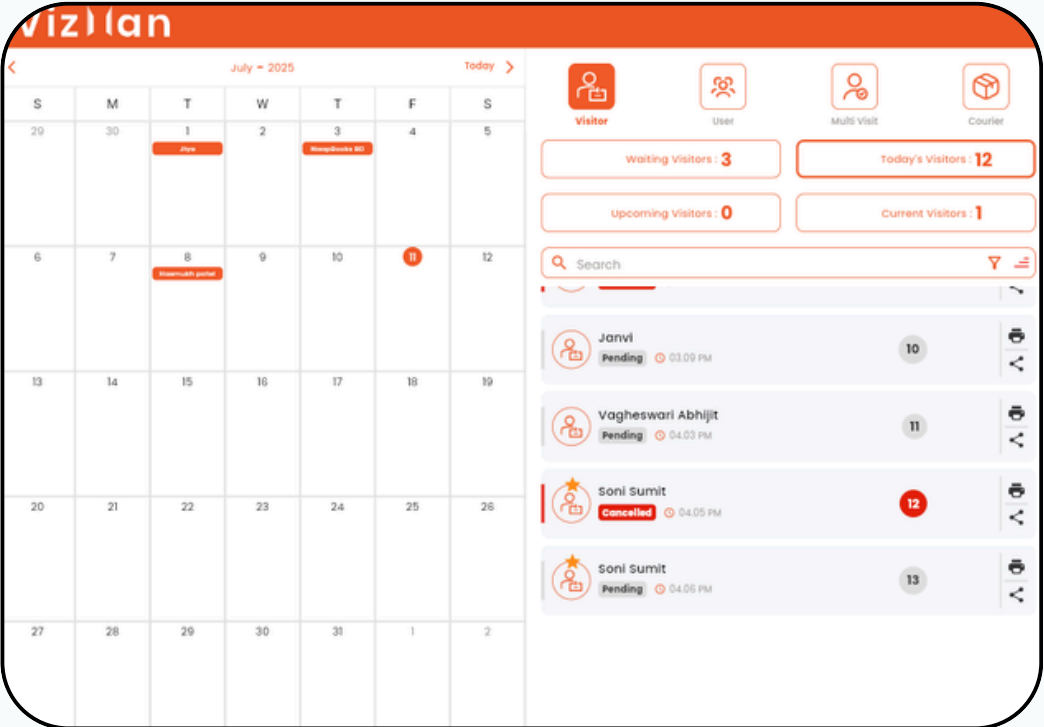 July - 2025 Today
S M T W T F S
29 30 1 2 3 4 5
Jiya
6 7 8 9 10 11 12
Hasmukh patel
13 14 15 16 17 18 19
20 21 22 23 24 25 26
27 28 29 30 31 1 2
Visitor User Multi Visit Courier
Waiting Visitors : 3 Today's Visitors : 12
Upcoming Visitors : 0 Current Visitors : 1
Search
Janvi
Pending 03.09 PM 10
Vagheswari Abhijit
Pending 04.03 PM 11
Soni Sumit
Cancelled 04.05 PM 12
Soni Sumit
Pending 04.06 PM 13